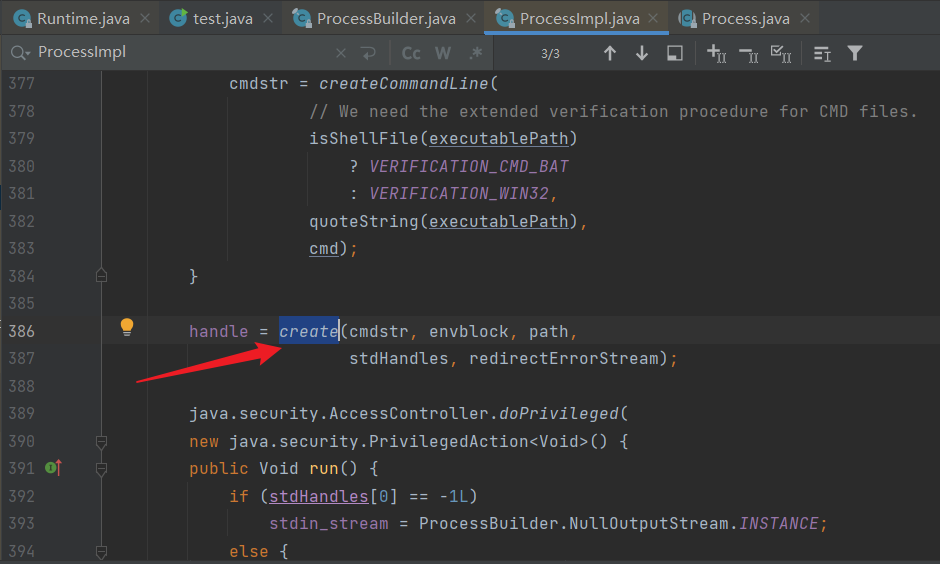 Runtime.java test.java ProcessBuilder.java ProcessImpl.java Process.java
ProcessImpl Cc W .* 3/3
377 cmdstr = createCommandLine(
378 // We need the extended verification procedure for CMD files.
379 isShellFile(executablePath)
380 ? VERIFICATION_CMD_BAT
381 : VERIFICATION_WIN32,
382 quoteString(executablePath),
383 cmd);
384 }
385
386 handle = create(cmdstr, envblock, path,
387 stdHandles, redirectErrorStream);
388
389 java.security.AccessController.doPrivileged(
390 new java.security.PrivilegedAction<Void>() {
391 public Void run() {
392 if (stdHandles[0] == -1L)
393 stdin_stream = ProcessBuilder.NullOutputStream.INSTANCE;
394 else {